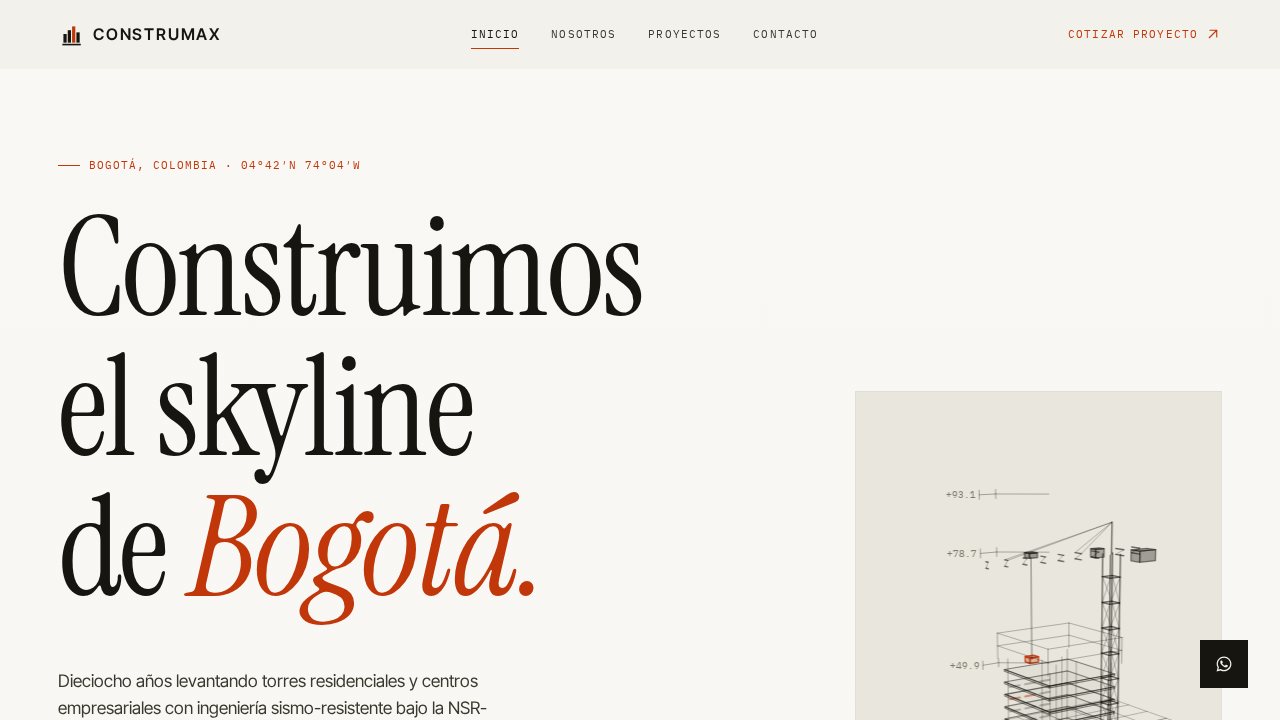 CONSTRUMAX
INICIO
NOSOTROS
PROYECTOS
CONTACTO
COTIZAR PROYECTO
BOGOTÁ, COLOMBIA · 04°42′N 74°04′W
Construimos
el skyline
de Bogotá.
Dieciocho años levantando torres residenciales y centros
empresariales con ingeniería sismo-resistente bajo la NSR-
+93.1
+78.7
+49.9